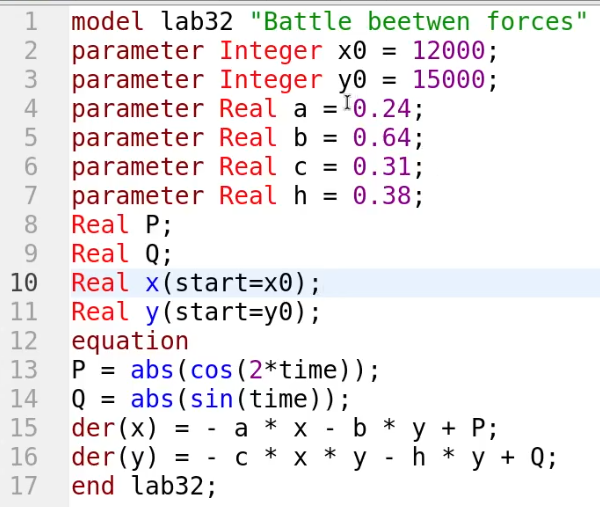 1 model lab32 "Battle beetwen forces"
2 parameter Integer x0 = 12000;
3 parameter Integer y0 = 15000;
4 parameter Real a = 0.24;
5 parameter Real b = 0.64;
6 parameter Real c = 0.31;
7 parameter Real h = 0.38;
8 Real P;
9 Real Q;
10 Real x(start=x0);
11 Real y(start=y0);
12 equation
13 P = abs(cos(2*time));
14 Q = abs(sin(time));
15 der(x) = - a * x - b * y + P;
16 der(y) = - c * x * y - h * y + Q;
17 end lab32;